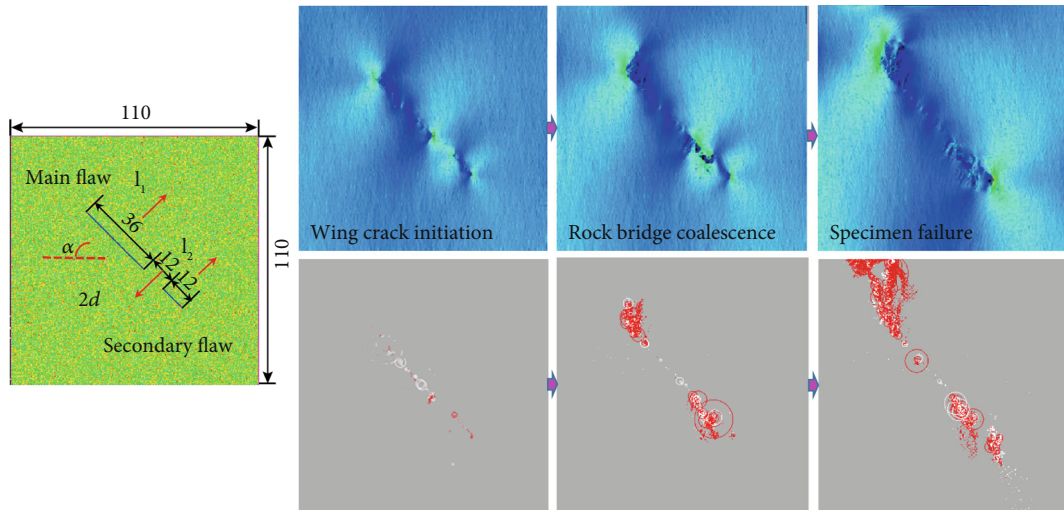 110
Main flaw
l₁
36
α
l₂
12
12
2d
Secondary flaw
110
Wing crack initiation
Rock bridge coalescence
Specimen failure